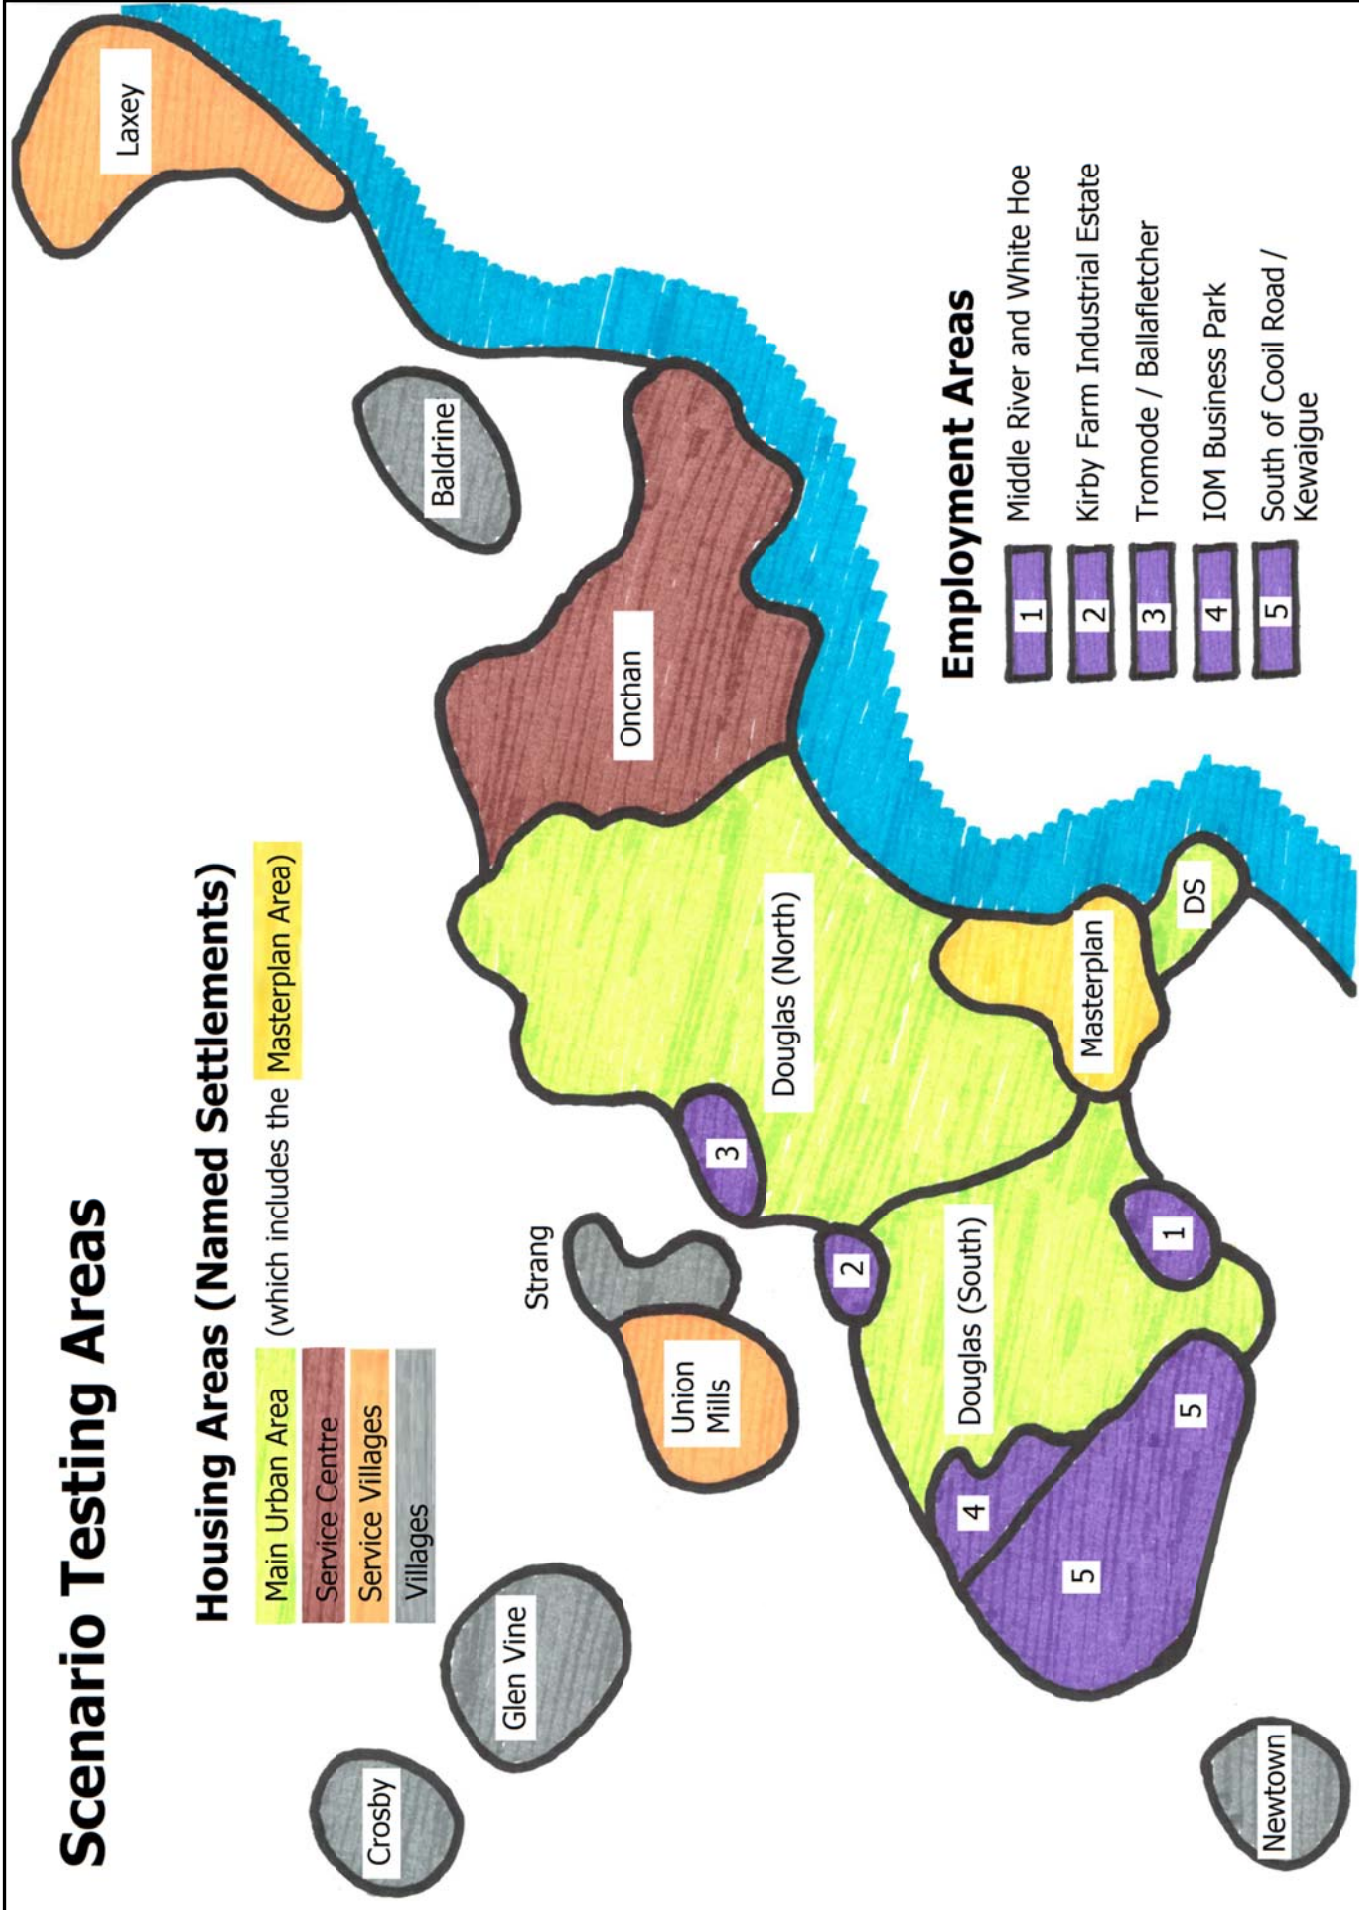 Scenario Testing Areas
Housing Areas (Named Settlements)
Main Urban Area (which includes the Masterplan Area)
Service Centre
Service Villages
Villages
Laxey
Baldrine
Onchan
Strang
Union
Mills
Glen Vine
Crosby
Douglas (North)
3
2
Douglas (South)
Masterplan
DS
1
4
5
5
Newtown
Employment Areas
1 Middle River and White Hoe
2 Kirby Farm Industrial Estate
3 Tromode / Ballafletcher
4 IOM Business Park
5 South of Cooil Road /
Kewaigue